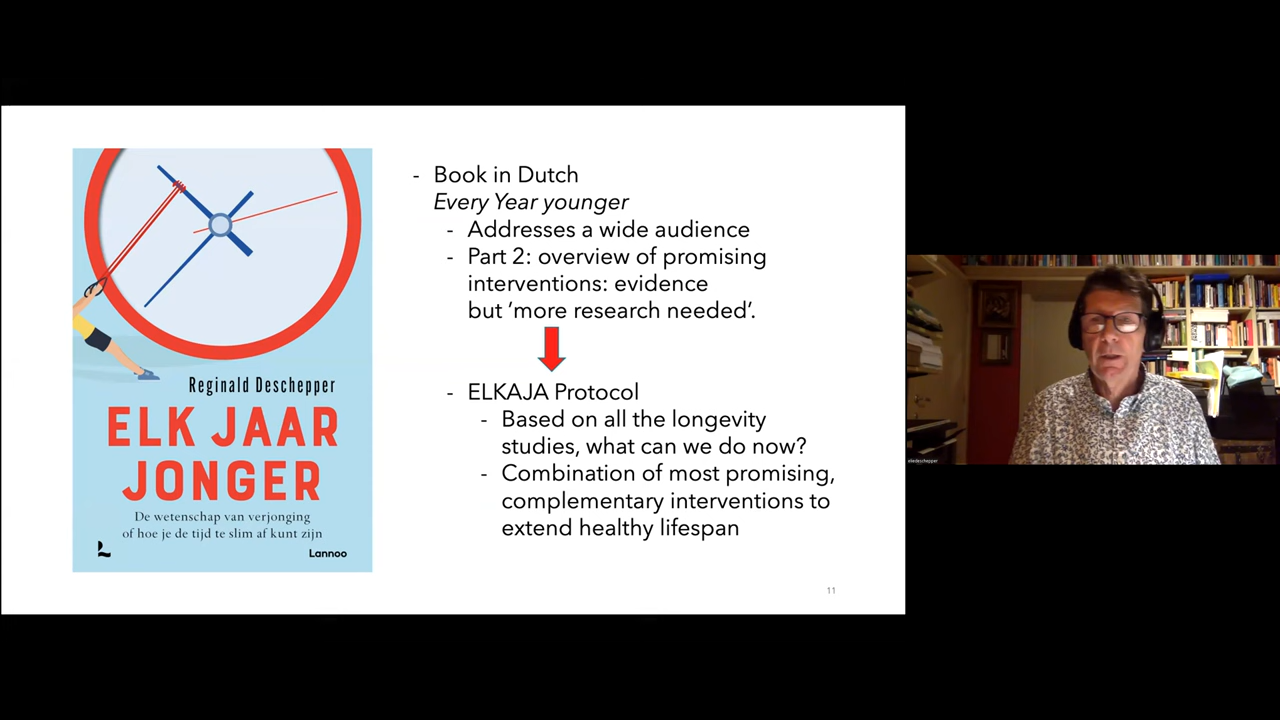 - Book in Dutch
Every Year younger
- Addresses a wide audience
- Part 2: overview of promising
interventions: evidence
but ‘more research needed’.
- ELKAJA Protocol
- Based on all the longevity
studies, what can we do now?
- Combination of most promising,
complementary interventions to
extend healthy lifespan
Reginald Deschepper
ELK JAAR
JONGER
De wetenschap van verjonging
of hoe je de tijd te slim af kunt zijn
Lannoo
11